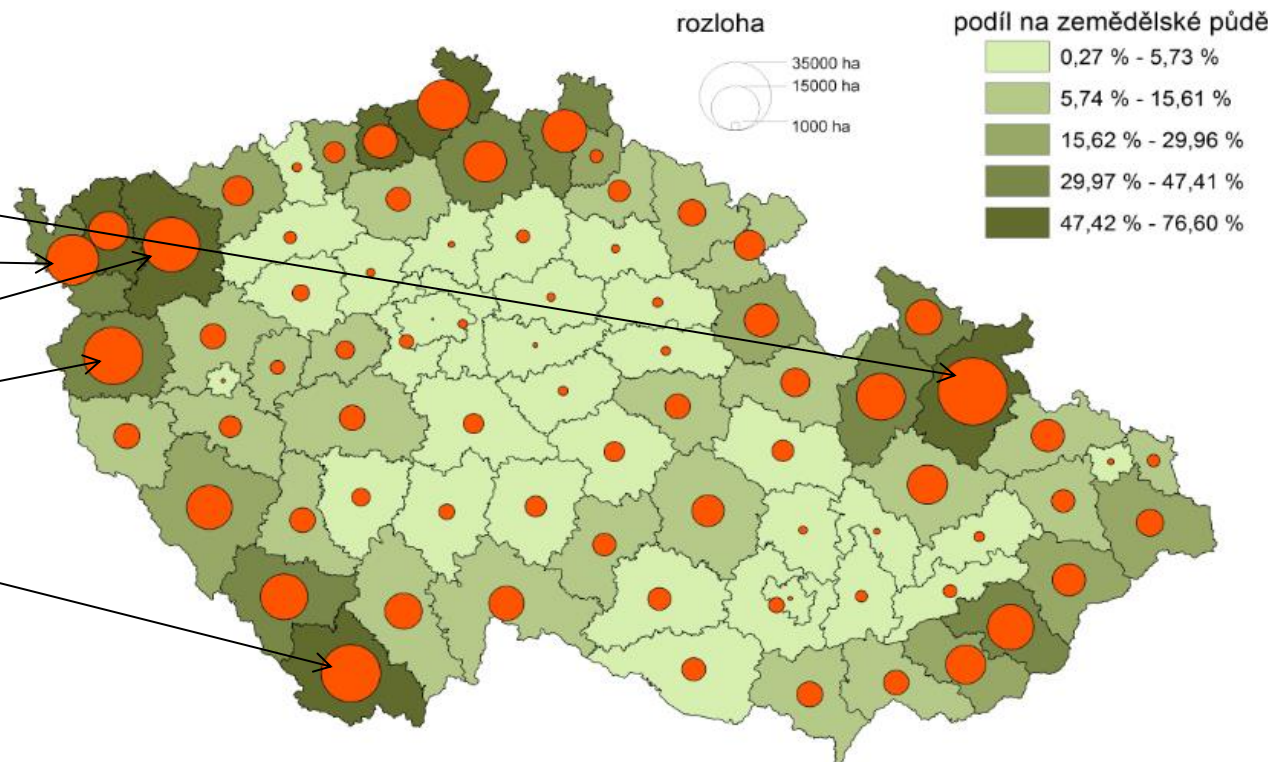 rozloha
35000 ha
15000 ha
1000 ha
podíl na zemědělské půdě
0,27 % - 5,73 %
5,74 % - 15,61 %
15,62 % - 29,96 %
29,97 % - 47,41 %
47,42 % - 76,60 %